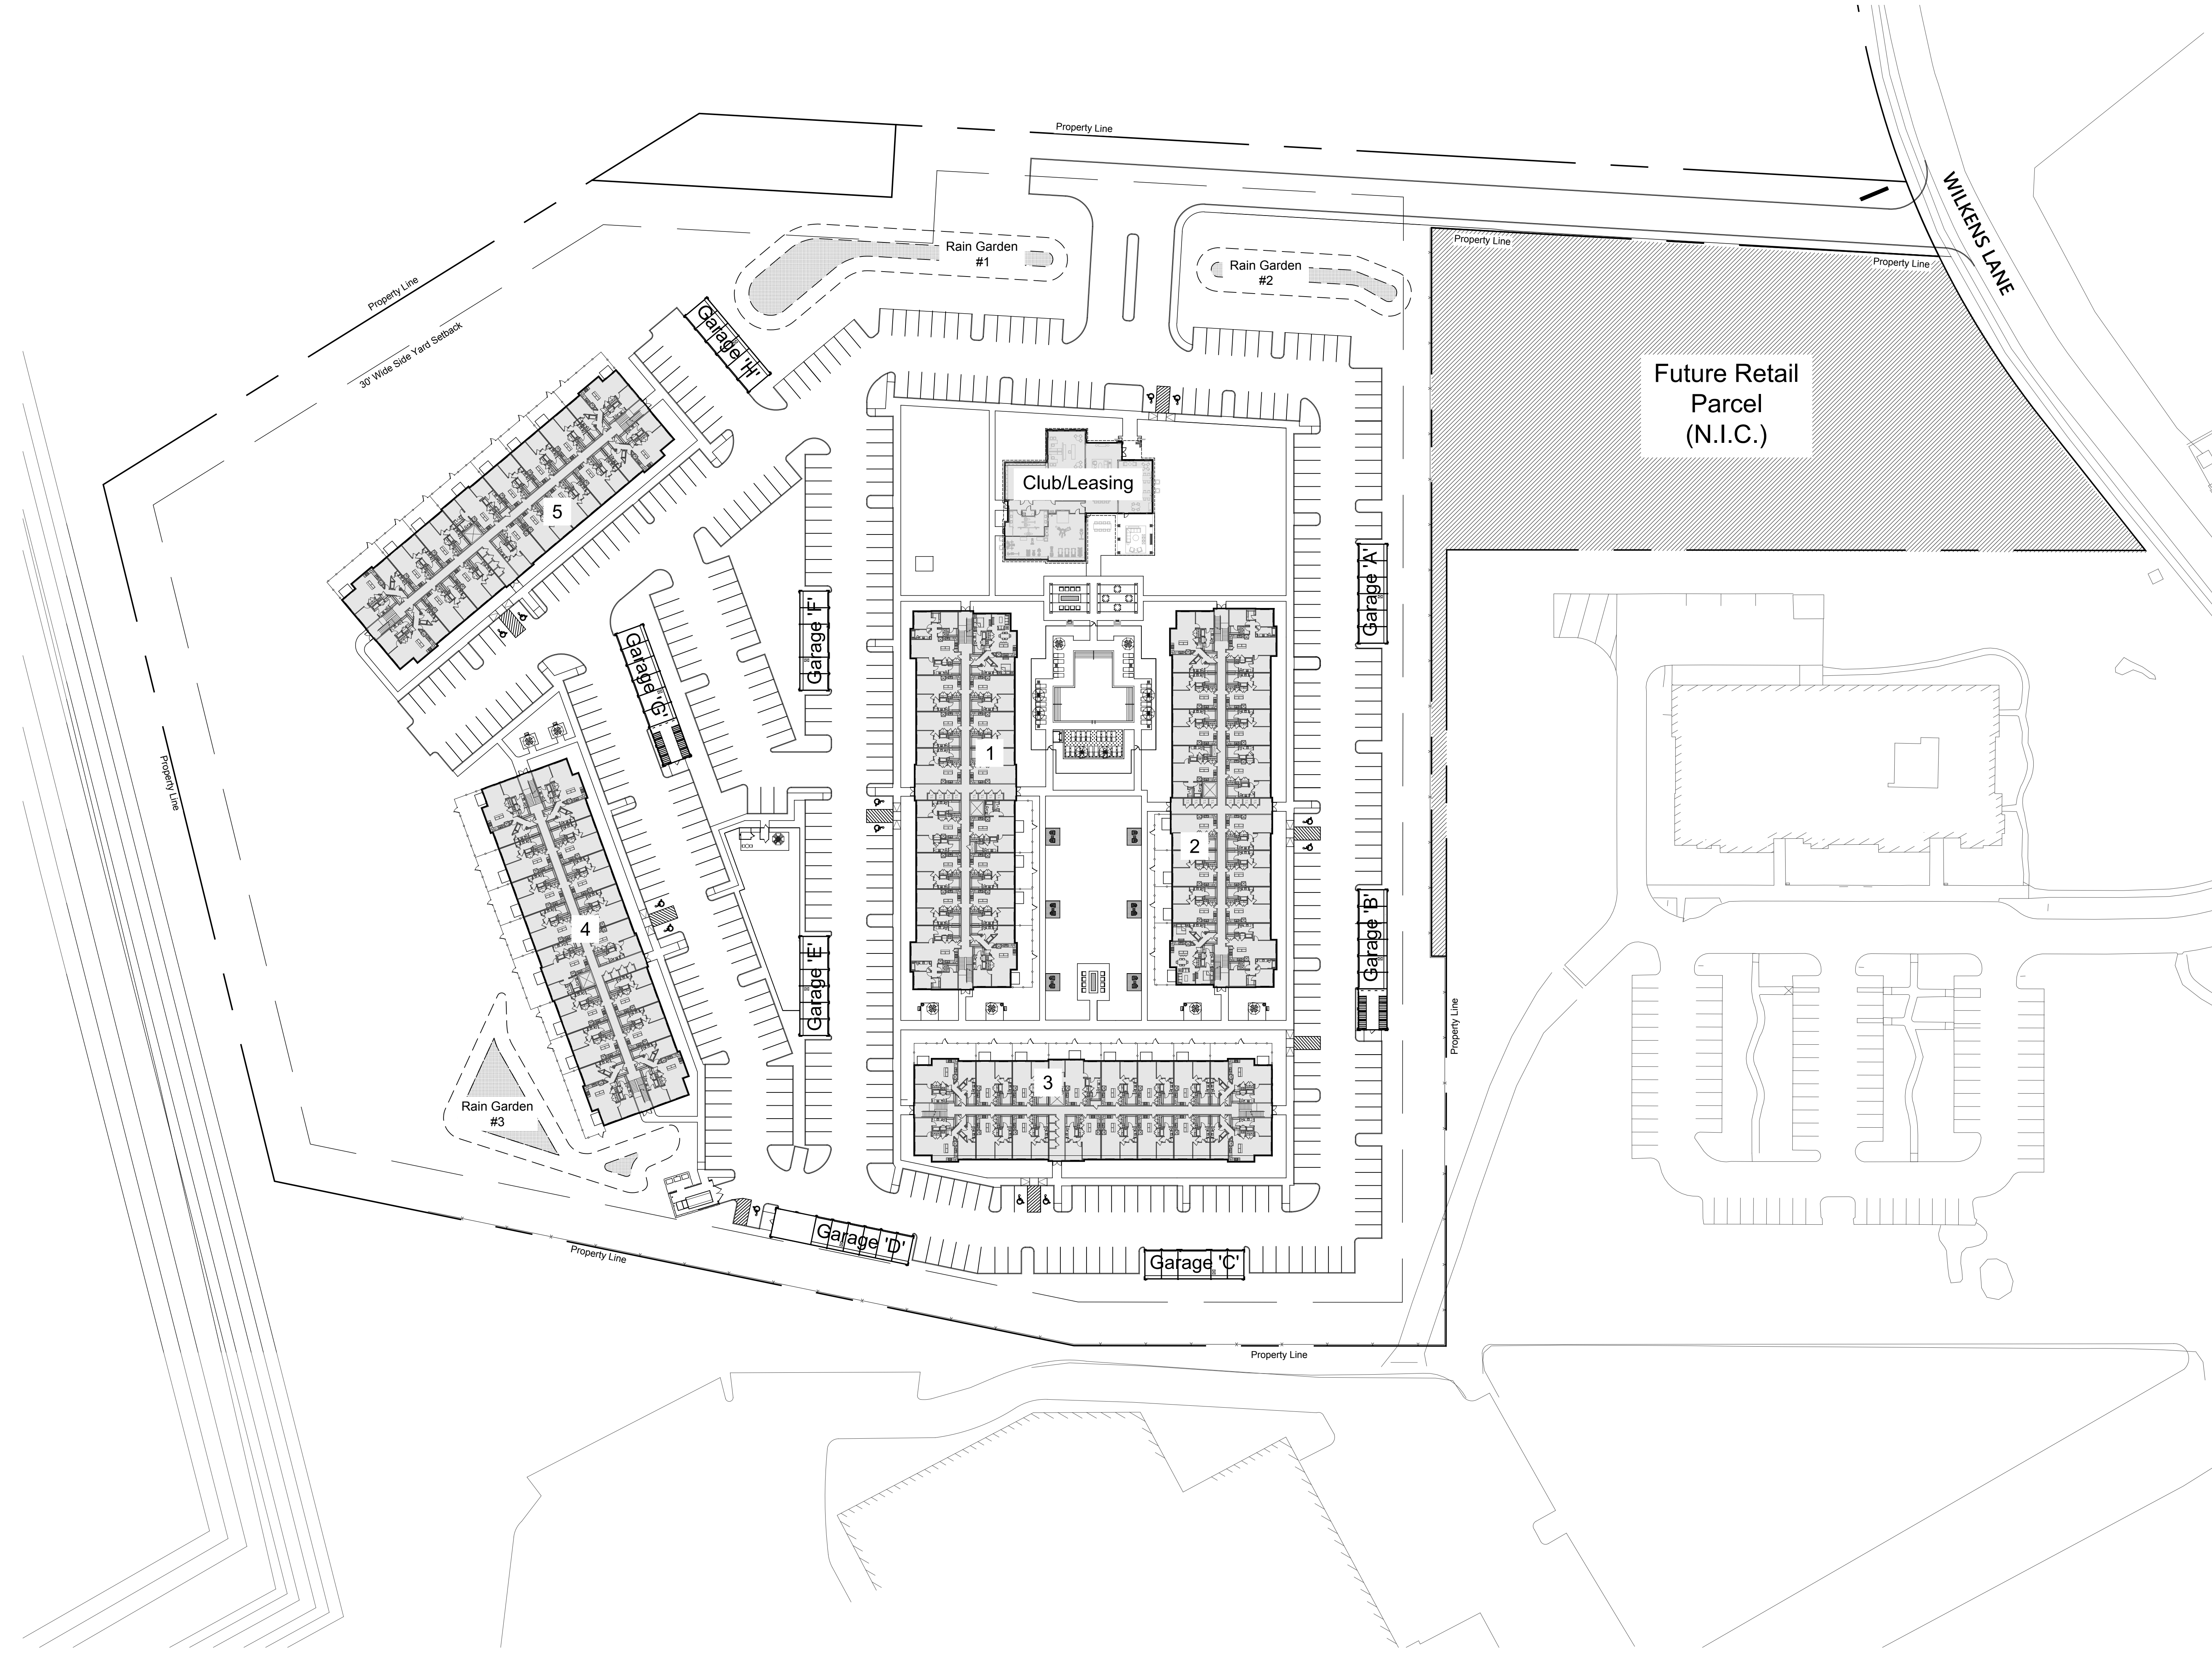 Property Line
WILKENS LANE
Rain Garden
#1
Rain Garden
#2
Property Line
Property Line
Property Line
30' Wide Side Yard Setback
Garage 'H'
Future Retail
Parcel
(N.I.C.)
Club/Leasing
5
Garage 'A'
Garage 'F'
Garage 'G'
1
2
Property Line
4
Garage 'B'
Garage 'E'
Property Line
3
Rain Garden
#3
Garage 'D'
Garage 'C'
Property Line
Property Line